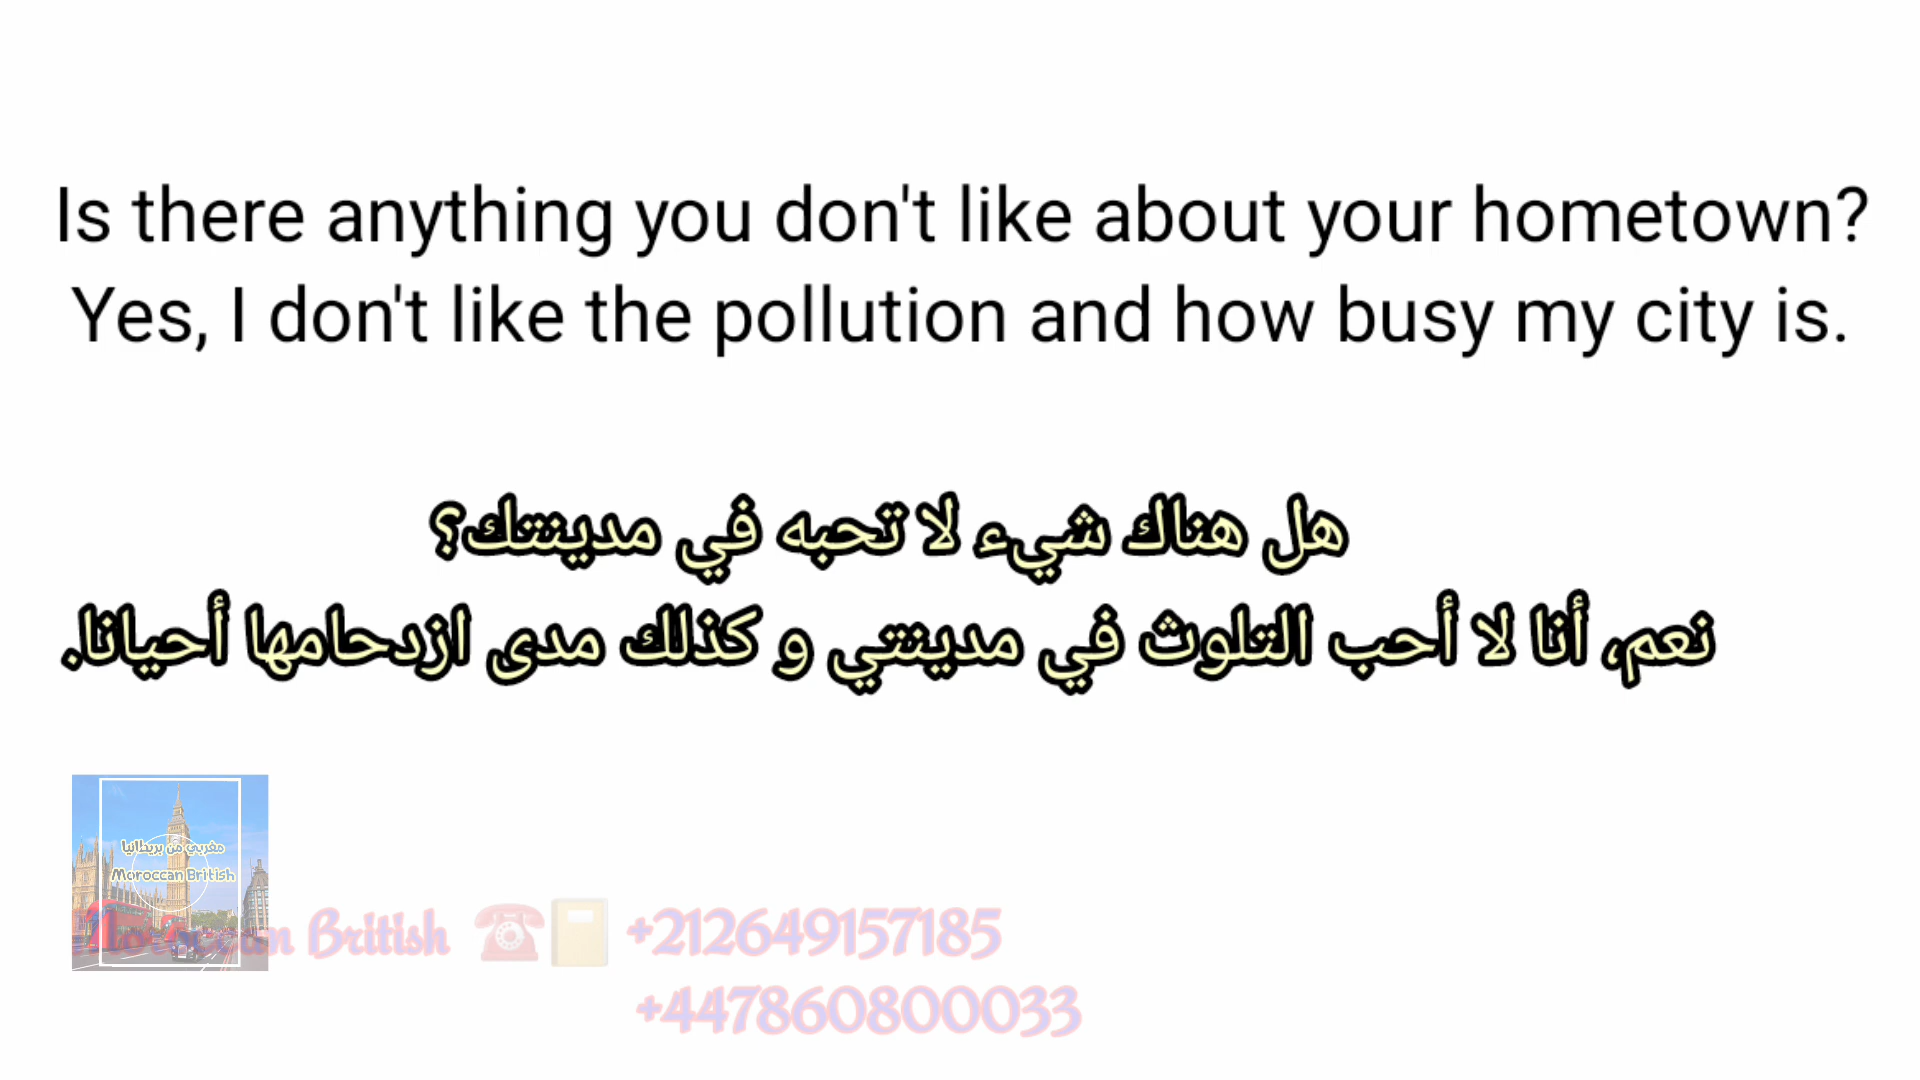 Is there anything you don't like about your hometown?
Yes, I don't like the pollution and how busy my city is.
هل هناك شيء لا تحبه في مدينتك؟
نعم، أنا لا أحب التلوث في مدينتي و كذلك مدى ازدحامها أحيانا.
مغربي من بريطانيا
Moroccan British
British ☎️📒 +212649157185
+447860800033